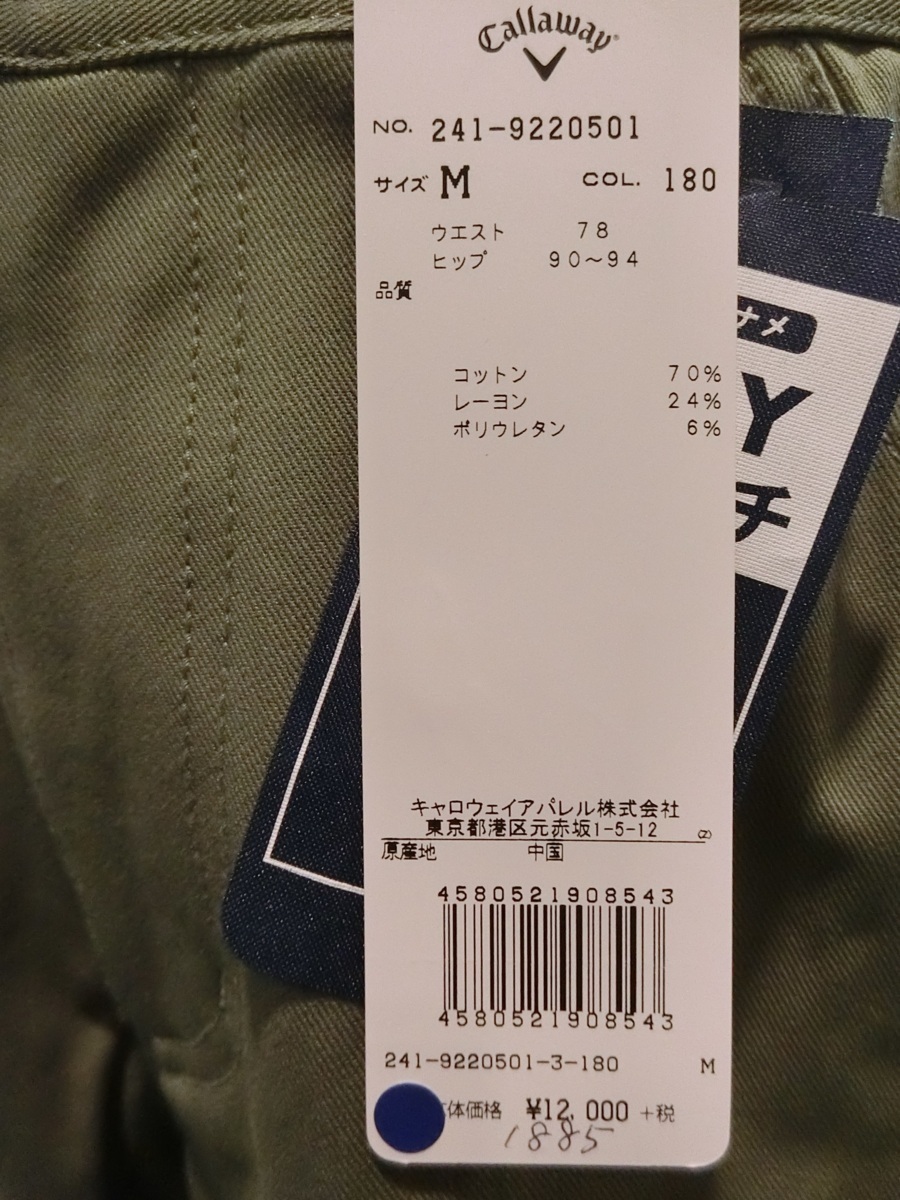 Callaway
NO. 241-9220501
サイズ M COL. 180
ウエスト 78
ヒップ 90~94
品質
ナメ
コットン 70%
レーヨン 24%
ポリウレタン 6%
Y
チ
キャロウェイアパレル株式会社
東京都港区元赤坂1-5-12
原産地 中国
4580521908543
4580521908543
241-9220501-3-180 M
体価格 ¥12,000 +税
1885